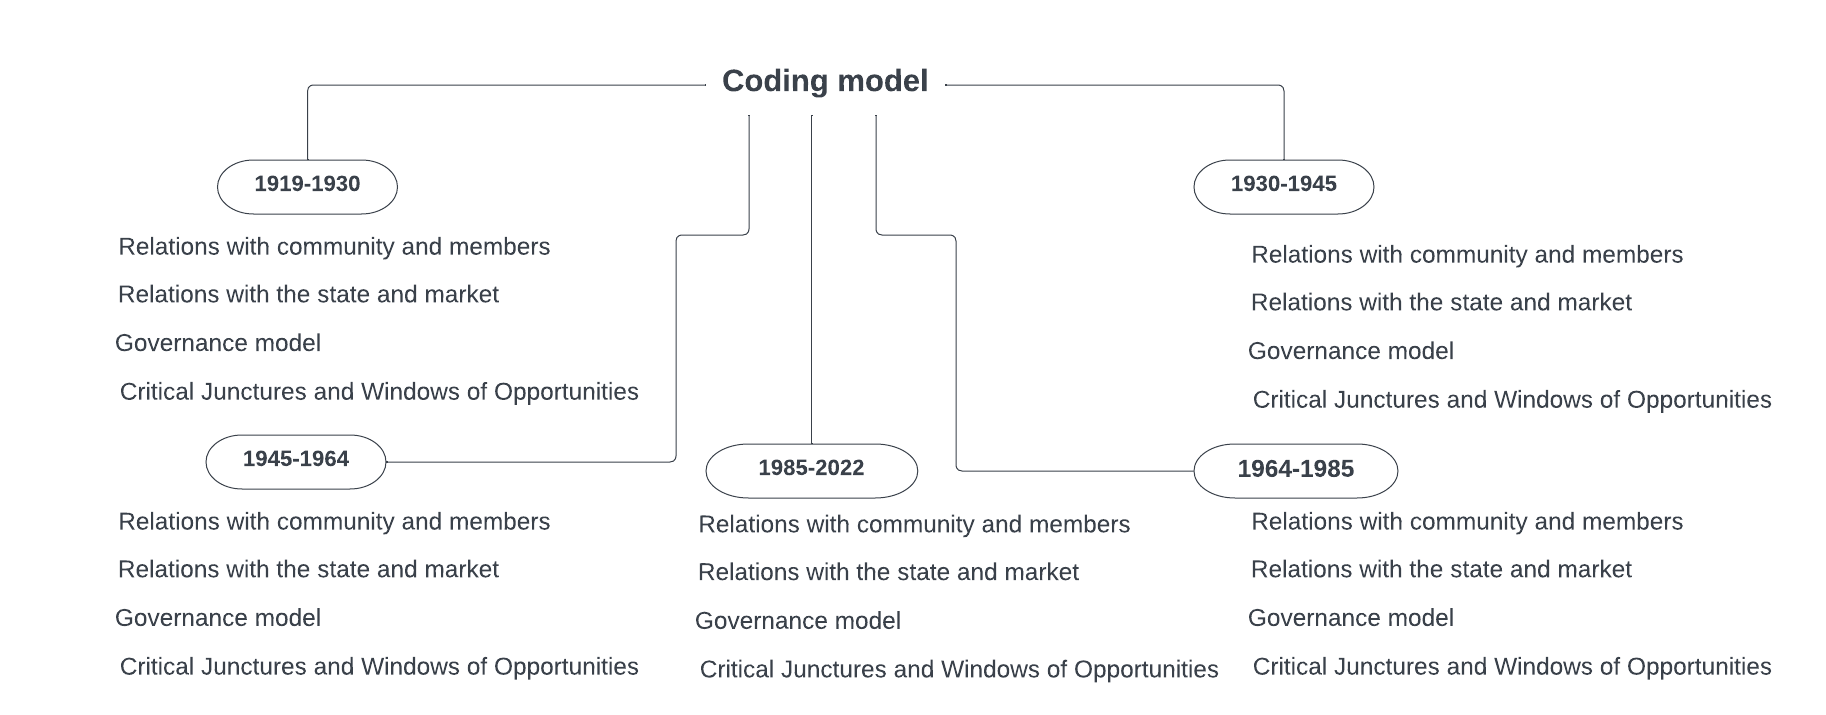 Coding model
1919-1930
Relations with community and members
Relations with the state and market
Governance model
Critical Junctures and Windows of Opportunities
1930-1945
Relations with community and members
Relations with the state and market
Governance model
Critical Junctures and Windows of Opportunities
1945-1964
Relations with community and members
Relations with the state and market
Governance model
Critical Junctures and Windows of Opportunities
1985-2022
Relations with community and members
Relations with the state and market
Governance model
Critical Junctures and Windows of Opportunities
1964-1985
Relations with community and members
Relations with the state and market
Governance model
Critical Junctures and Windows of Opportunities